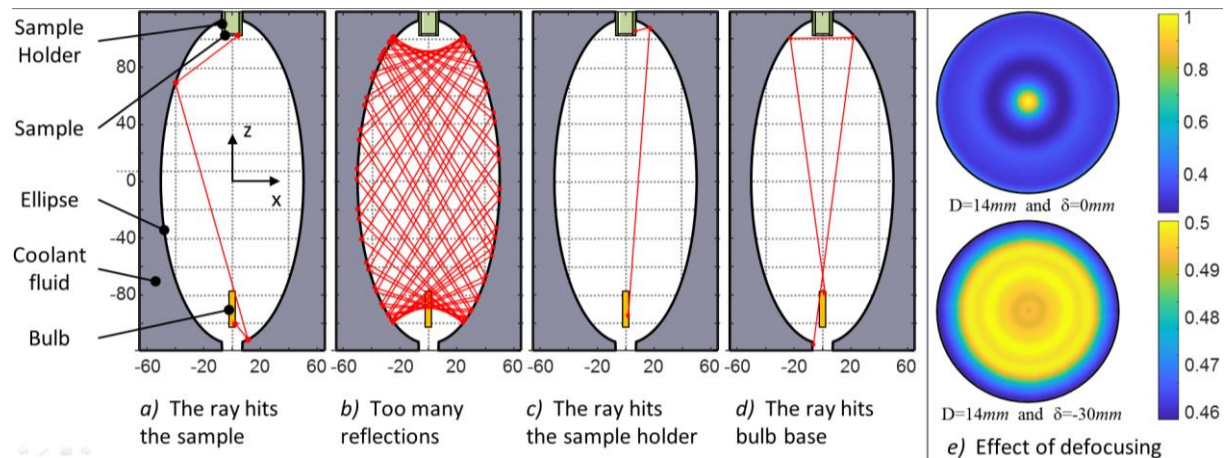 Sample
Holder
Sample
Ellipse
Coolant
fluid
Bulb
80
40
0
-40
-80
z
x
-60 -20 20 60
-60 -20 20 60
-60 -20 20 60
-60 -20 20 60
a) The ray hits
the sample
b) Too many
reflections
c) The ray hits
the sample holder
d) The ray hits
bulb base
1
0.8
0.6
0.4
D=14mm and δ=0mm
0.5
0.49
0.48
0.47
0.46
D=14mm and δ=-30mm
e) Effect of defocusing